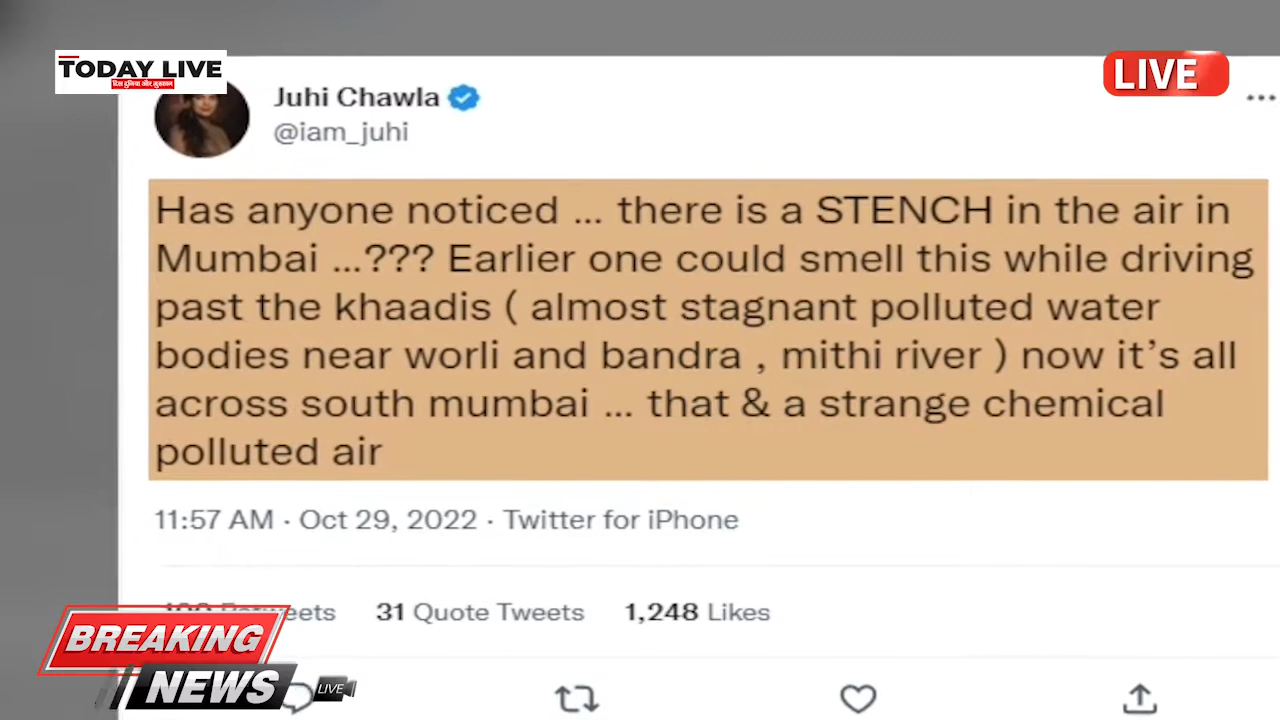 TODAY LIVE
LIVE
Juhi Chawla
@iam_juhi
Has anyone noticed ... there is a STENCH in the air in
Mumbai ...??? Earlier one could smell this while driving
past the khaadis ( almost stagnant polluted water
bodies near worli and bandra , mithi river ) now it's all
across south mumbai ... that & a strange chemical
polluted air
11:57 AM · Oct 29, 2022 · Twitter for iPhone
Retweets 31 Quote Tweets 1,248 Likes
BREAKING
NEWS
LIVE